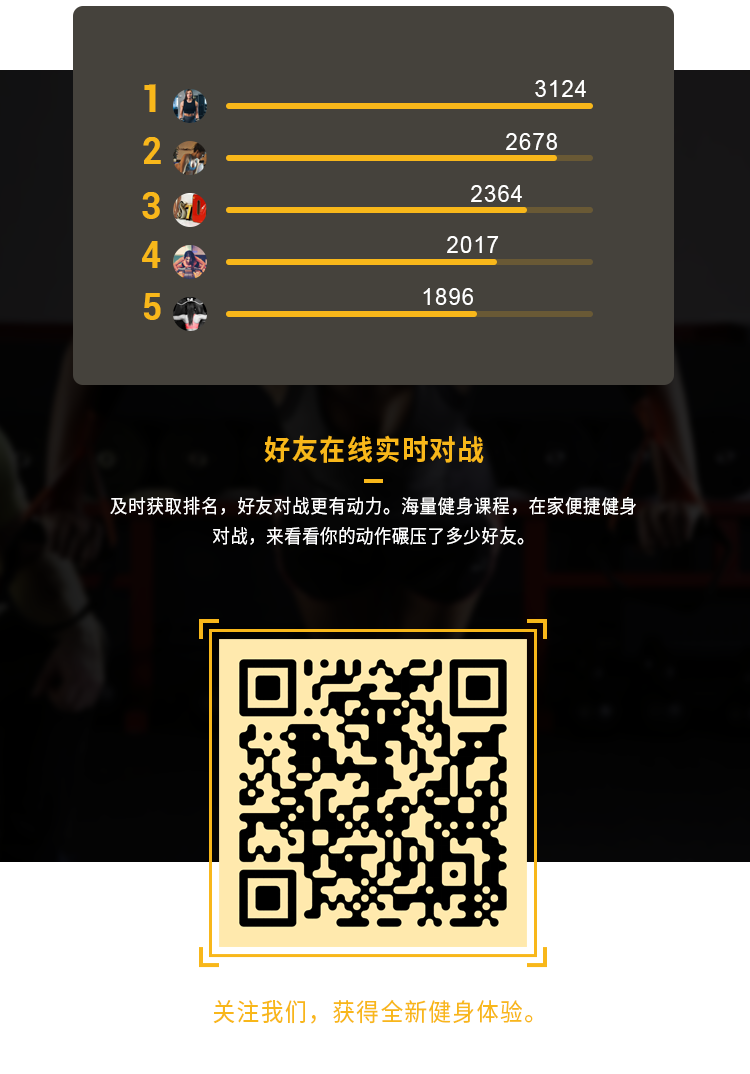 1 3124
2 2678
3 2364
4 2017
5 1896
好友在线实时对战
及时获取排名，好友对战更有动力。海量健身课程，在家便捷健身
对战，来看看你的动作碾压了多少好友。
关注我们，获得全新健身体验。